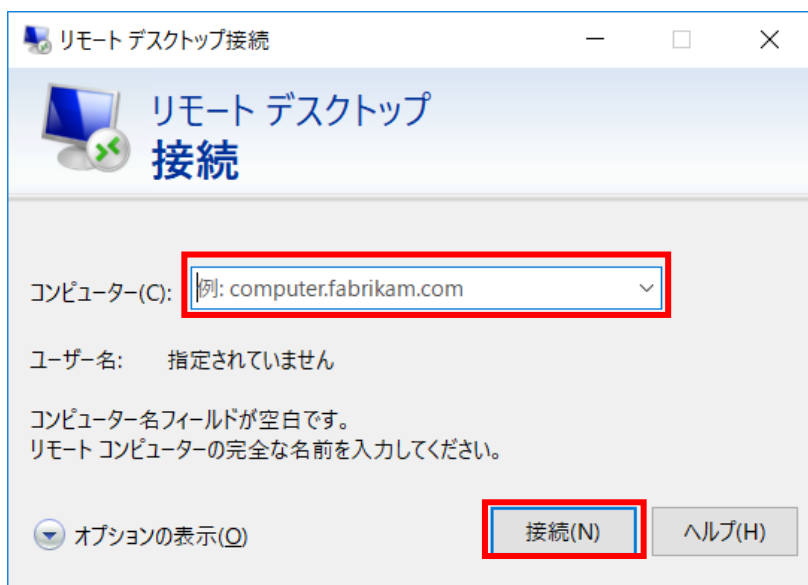 リモート デスクトップ接続
リモート デスクトップ
接続
コンピューター(C): 例: computer.fabrikam.com
ユーザー名: 指定されていません
コンピューター名フィールドが空白です。
リモート コンピューターの完全な名前を入力してください。
オプションの表示(O) 接続(N) ヘルプ(H)